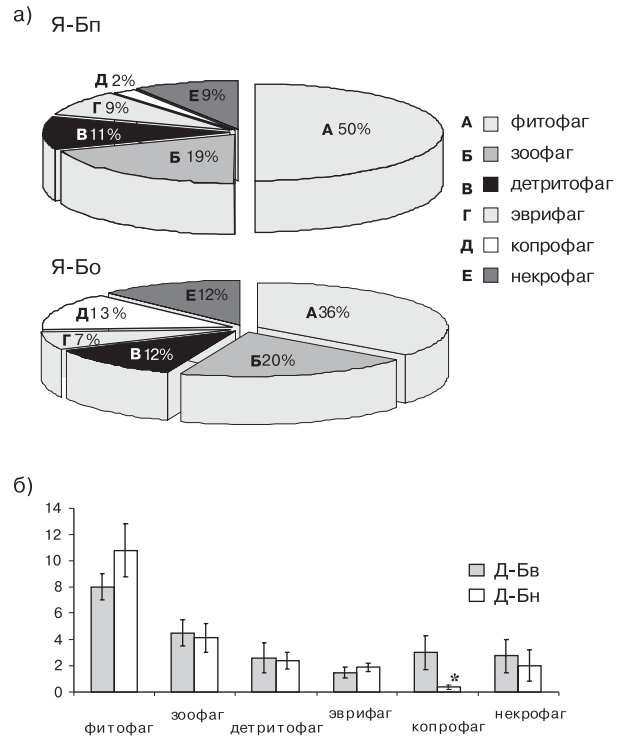 а)
Я-Бп
А 50%
Б 19%
В 11%
Г 9%
Д 2%
Е 9%
А фитофаг
Б зоофаг
В детритофаг
Г эврифаг
Д копрофаг
Е некрофаг
Я-Бо
А 36%
Б 20%
В 12%
Г 7%
Д 13%
Е 12%
б)
14
12
10
8
6
4
2
0
*
Д-Бв
Д-Бн
фитофаг
зоофаг
детритофаг
эврифаг
копрофаг
некрофаг